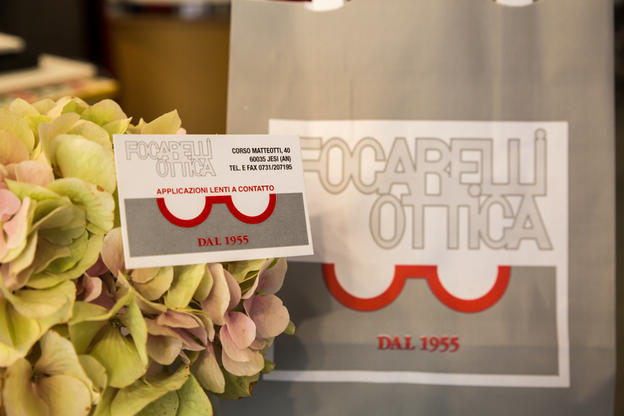 FOCARELLI
OTTICA
CORSO MATTEOTTI, 40
60035 JESI (AN)
TEL. E FAX 0731/207195
APPLICAZIONI LENTI A CONTATTO
DAL 1955
FOCARELLI
OTTICA
DAL 1955